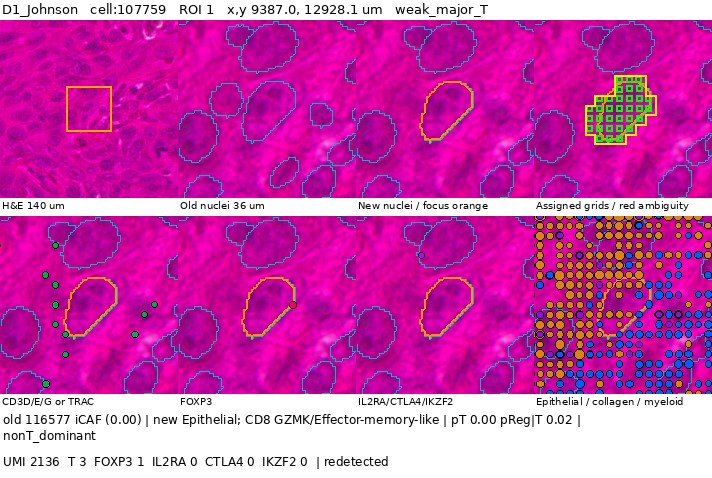 D1_Johnson cell:107759 ROI 1 x,y 9387.0, 12928.1 um weak_major_T
H&E 140 um
Old nuclei 36 um
New nuclei / focus orange
Assigned grids / red ambiguity
CD3D/E/G or TRAC
FOXP3
IL2RA/CTLA4/IKZF2
Epithelial / collagen / myeloid
old 116577 iCAF (0.00) | new Epithelial; CD8 GZMK/Effector-memory-like | pT 0.00 pReg|T 0.02 |
nonT_dominant
UMI 2136 T 3 FOXP3 1 IL2RA 0 CTLA4 0 IKZF2 0 | redetected